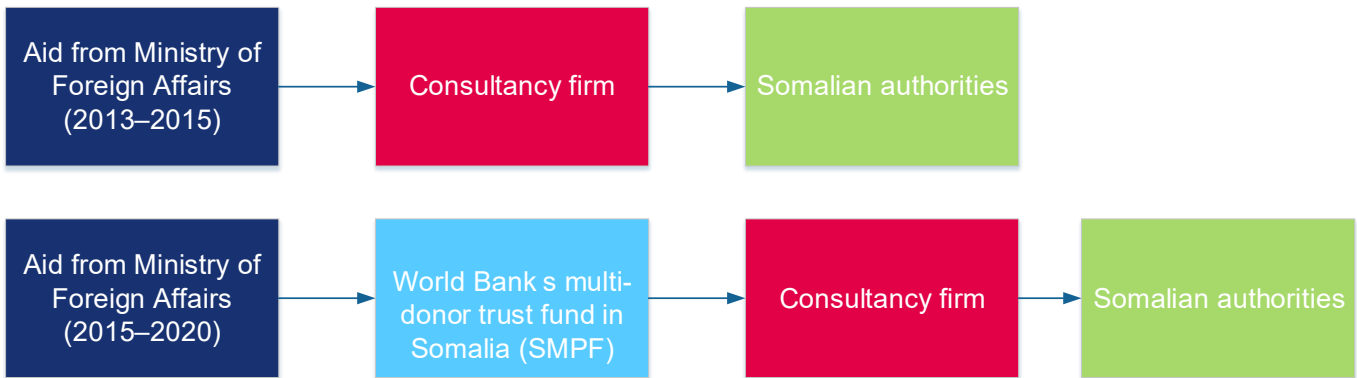 Aid from Ministry of
Foreign Affairs
(2013–2015)
Consultancy firm
Somalian authorities
Aid from Ministry of
Foreign Affairs
(2015–2020)
World Bank s multi-
donor trust fund in
Somalia (SMPF)
Consultancy firm
Somalian authorities